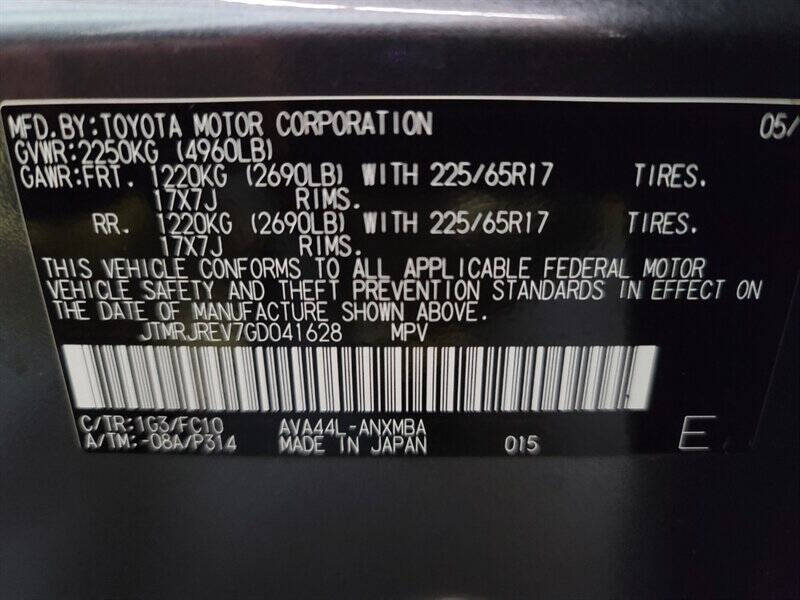 MFD.BY:TOYOTA MOTOR CORPORATION 05/
GVWR:2250KG (4960LB)
GAWR:FRT. 1220KG (2690LB) WITH 225/65R17 TIRES.
17X7J RIMS.
RR. 1220KG (2690LB) WITH 225/65R17 TIRES.
17X7J RIMS.
THIS VEHICLE CONFORMS TO ALL APPLICABLE FEDERAL MOTOR
VEHICLE SAFETY AND THEFT PREVENTION STANDARDS IN EFFECT ON
THE DATE OF MANUFACTURE SHOWN ABOVE.
JTMRJREV7GD041628 MPV
C/TR:1G3/FC10 AVA44L-ANXMBA
A/TM:-08A/P314 MADE IN JAPAN 015 E